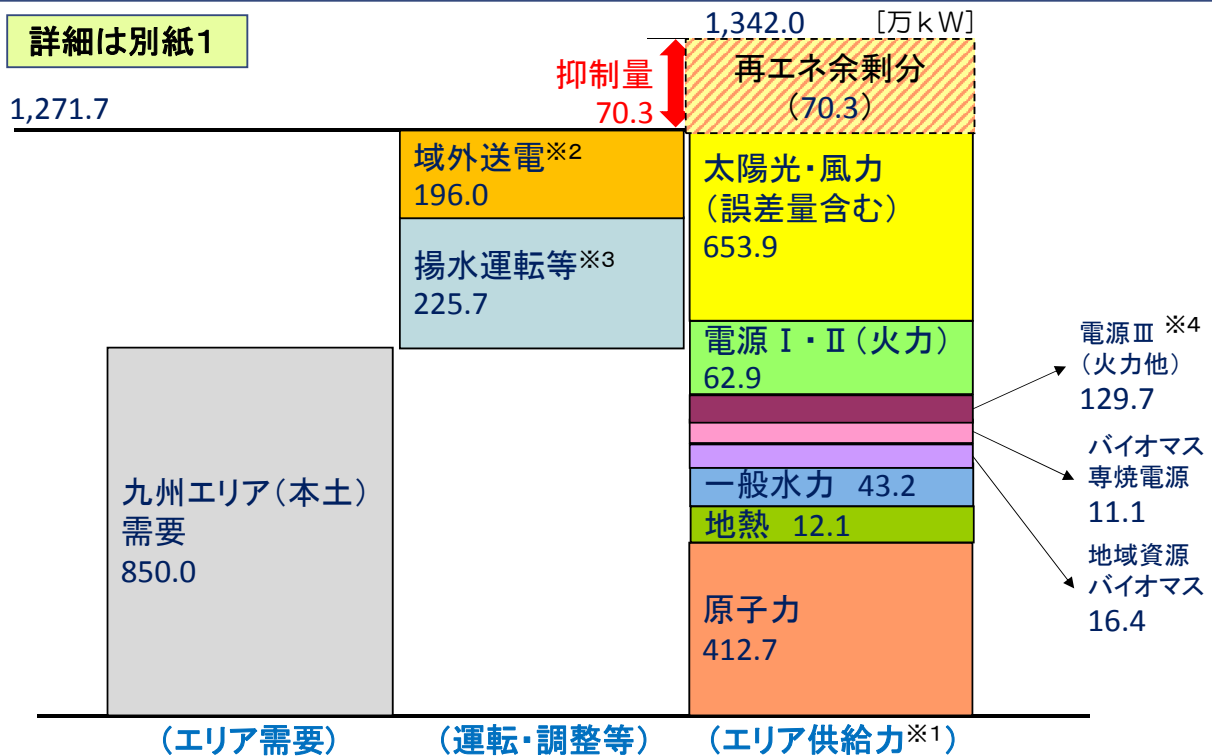 詳細は別紙1
1,342.0 [万kW]
抑制量
70.3
再エネ余剰分
(70.3)
1,271.7
域外送電※2
196.0
揚水運転等※3
225.7
太陽光・風力
(誤差量含む)
653.9
電源Ⅰ・Ⅱ(火力)
62.9
電源Ⅲ ※4
(火力他)
129.7
バイオマス
専焼電源
11.1
地域資源
バイオマス
16.4
一般水力 43.2
地熱 12.1
原子力
412.7
九州エリア(本土)
需要
850.0
(エリア需要)
(運転・調整等)
(エリア供給力※1)